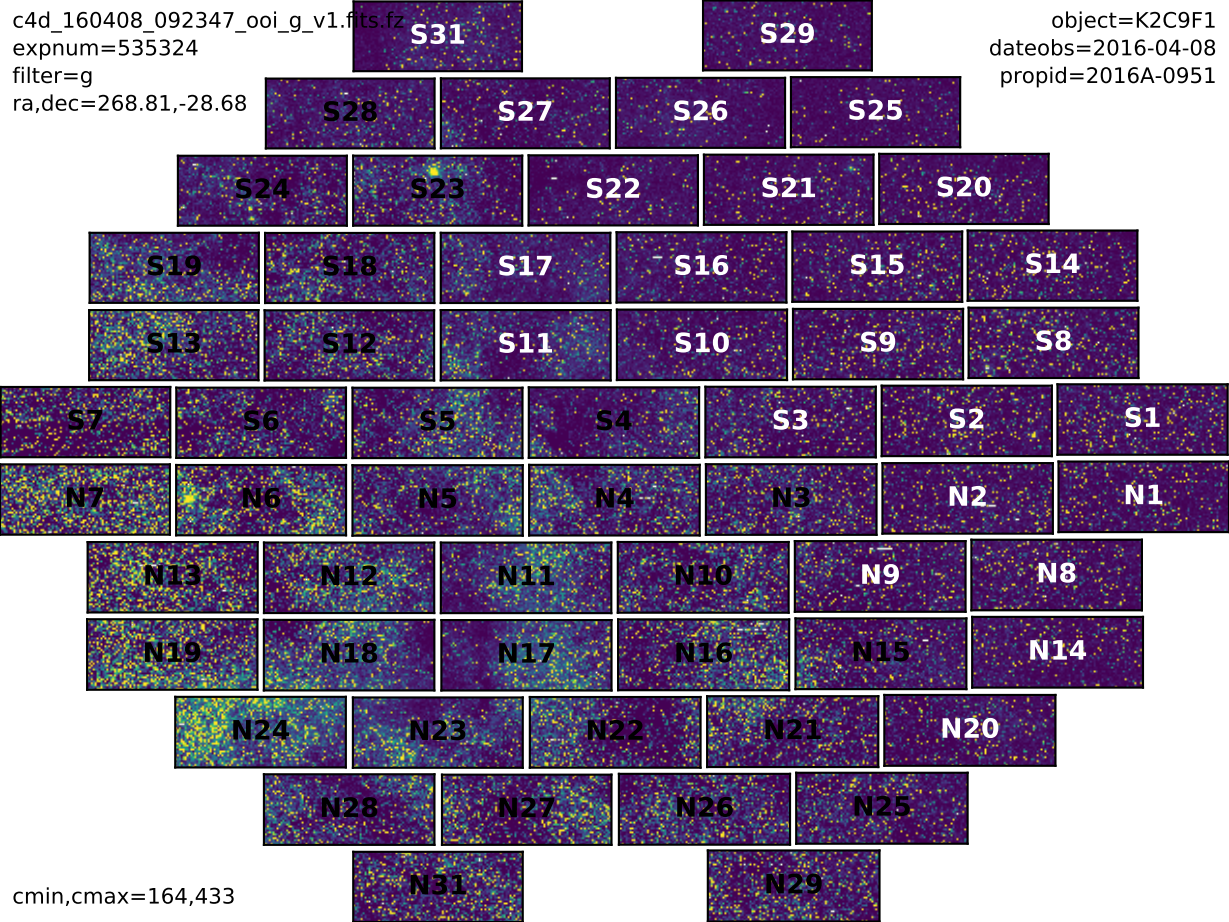 c4d_160408_092347_ooi_g_v1.fits.fz
expnum=535324
filter=g
ra,dec=268.81,-28.68
object=K2C9F1
dateobs=2016-04-08
propid=2016A-0951
S31 S29
S28 S27 S26 S25
S24 S23 S22 S21 S20
S19 S18 S17 S16 S15 S14
S13 S12 S11 S10 S9 S8
S7 S6 S5 S4 S3 S2 S1
N7 N6 N5 N4 N3 N2 N1
N13 N12 N11 N10 N9 N8
N19 N18 N17 N16 N15 N14
N24 N23 N22 N21 N20
N28 N27 N26 N25
N31 N29
cmin,cmax=164,433